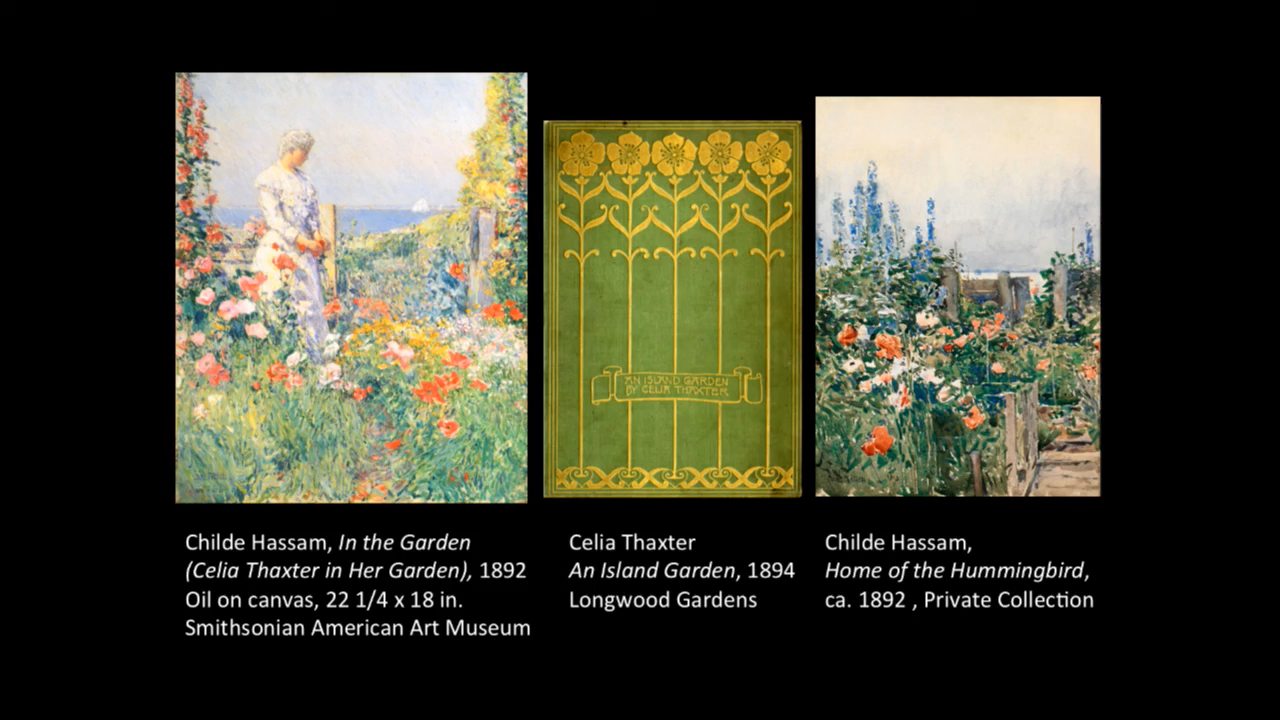 AN ISLAND GARDEN
BY CELIA THAXTER
Childe Hassam, In the Garden
(Celia Thaxter in Her Garden), 1892
Oil on canvas, 22 1/4 x 18 in.
Smithsonian American Art Museum
Celia Thaxter
An Island Garden, 1894
Longwood Gardens
Childe Hassam,
Home of the Hummingbird,
ca. 1892 , Private Collection